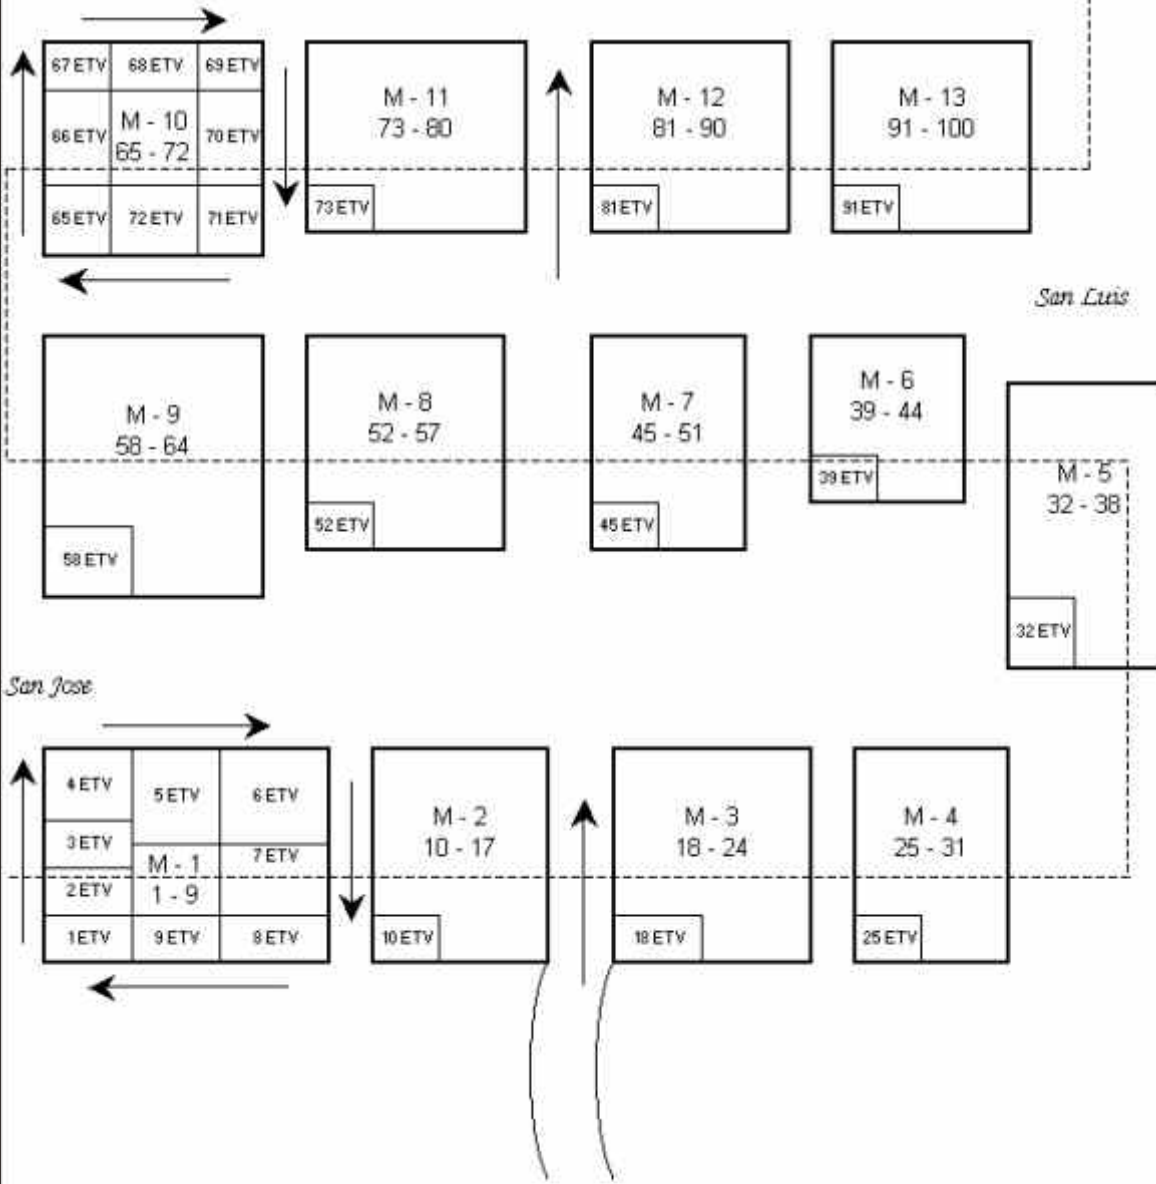 67 ETV 68 ETV 69 ETV
66 ETV M - 10 70 ETV
65 - 72
65 ETV 72 ETV 71 ETV
M - 11
73 - 80
73 ETV
M - 12
81 - 90
81 ETV
M - 13
91 - 100
91 ETV
San Luis
M - 9
58 - 64
58 ETV
M - 8
52 - 57
52 ETV
M - 7
45 - 51
45 ETV
M - 6
39 - 44
39 ETV
M - 5
32 - 38
32 ETV
San Jose
4 ETV 5 ETV 6 ETV
3 ETV 7 ETV
M - 1
2 ETV 1 - 9
1 ETV 9 ETV 8 ETV
M - 2
10 - 17
10 ETV
M - 3
18 - 24
18 ETV
M - 4
25 - 31
25 ETV